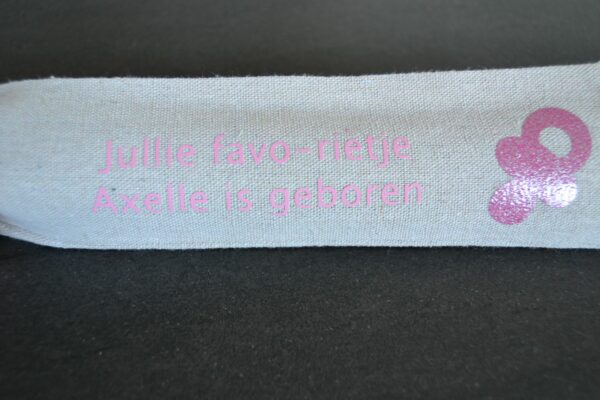 Jullie favo-rietje
Axelle is geboren